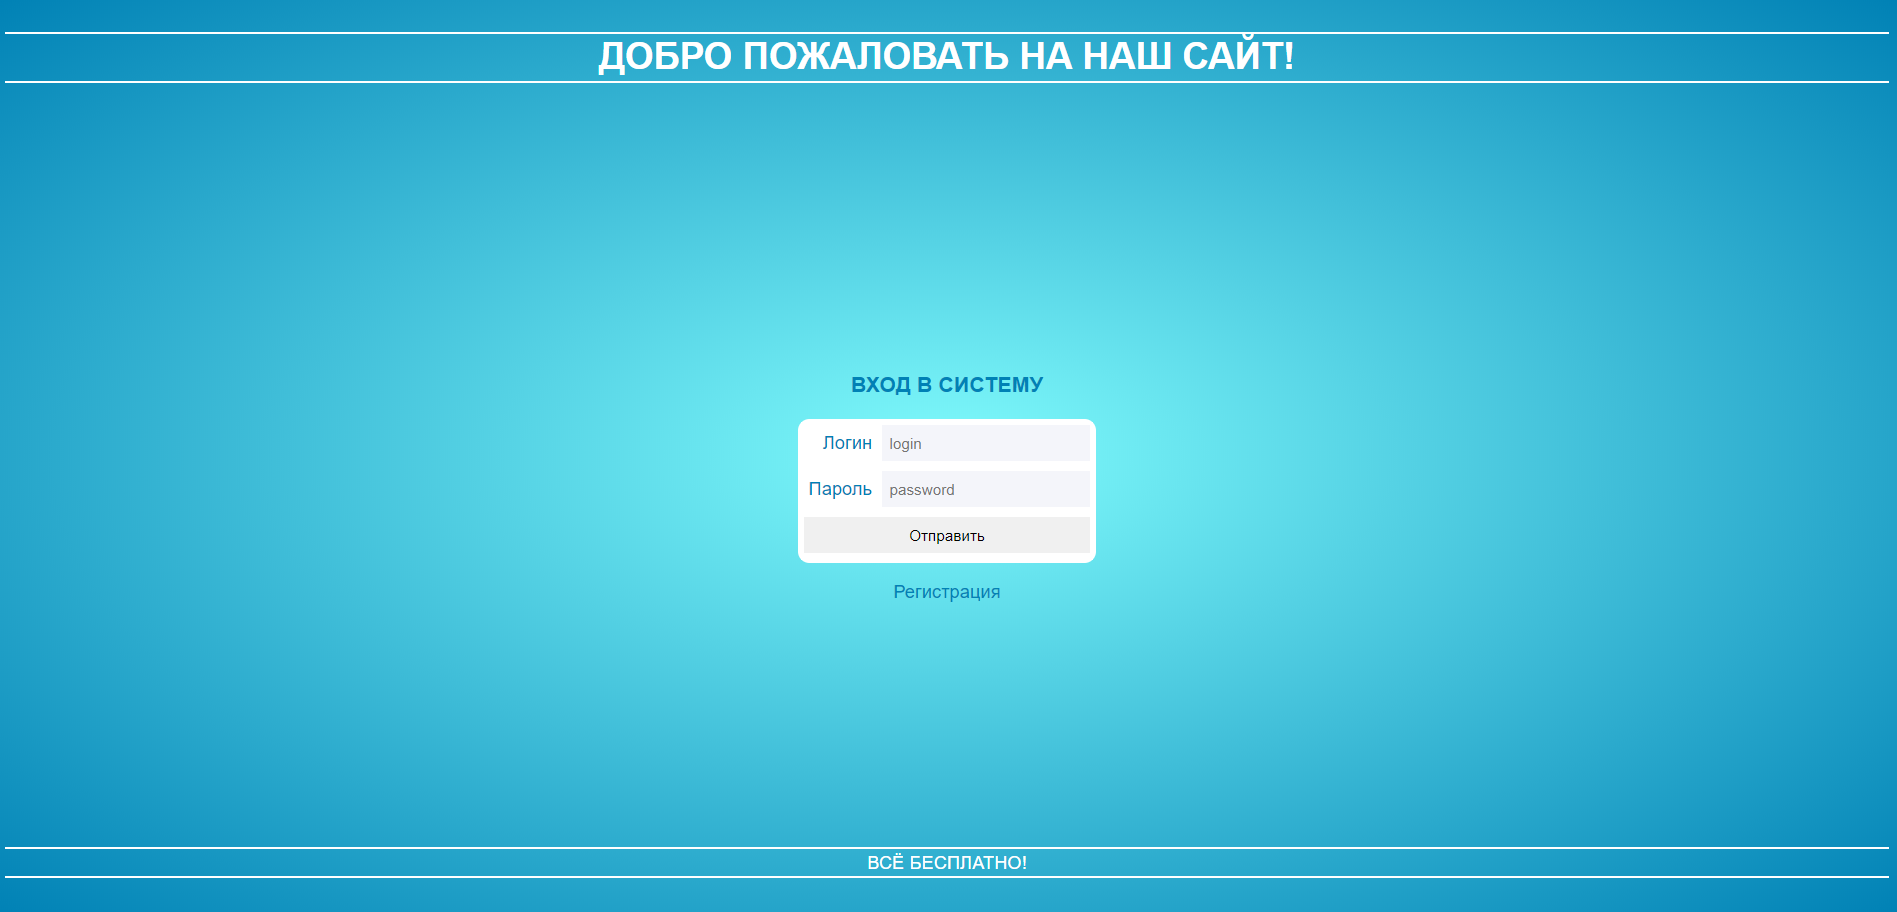 ДОБРО ПОЖАЛОВАТЬ НА НАШ САЙТ!
ВХОД В СИСТЕМУ
Логин login
Пароль password
Отправить
Регистрация
ВСЁ БЕСПЛАТНО!